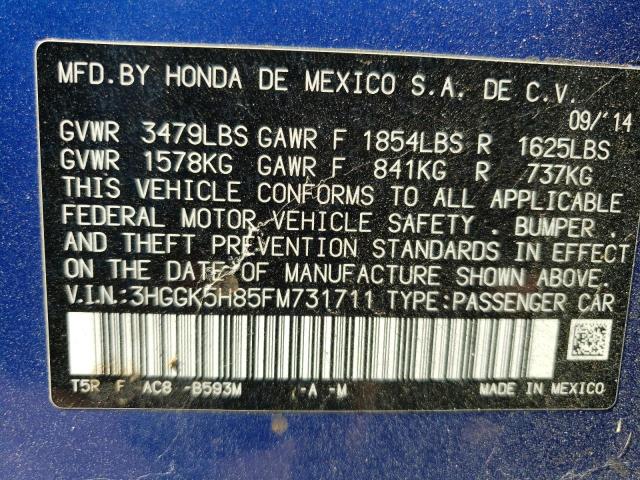 MFD.BY HONDA DE MEXICO S.A. DE C.V.
09/'14
GVWR 3479LBS GAWR F 1854LBS R 1625LBS
GVWR 1578KG GAWR F 841KG R 737KG
THIS VEHICLE CONFORMS TO ALL APPLICABLE
FEDERAL MOTOR VEHICLE SAFETY . BUMPER .
AND THEFT PREVENTION STANDARDS IN EFFECT
ON THE DATE OF MANUFACTURE SHOWN ABOVE.
V.I.N:3HGGK5H85FM731711 TYPE:PASSENGER CAR
T5R F AC8 -B593M -A -M MADE IN MEXICO